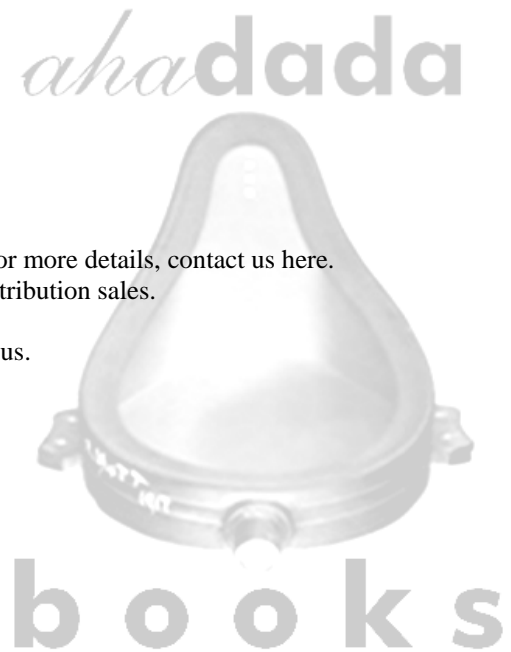 ahadada
or more details, contact us here.
tribution sales.
us.
books